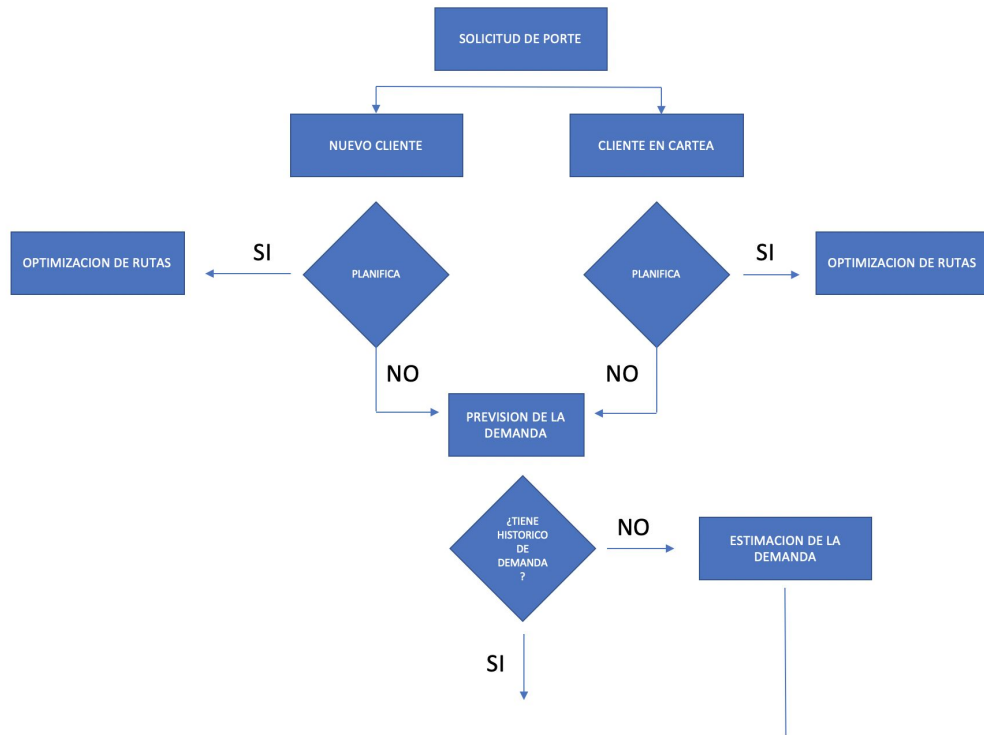 SOLICITUD DE PORTE
NUEVO CLIENTE
CLIENTE EN CARTEA
OPTIMIZACION DE RUTAS
SI
PLANIFICA
PLANIFICA
SI
OPTIMIZACION DE RUTAS
NO
NO
PREVISION DE LA
DEMANDA
¿TIENE
HISTORICO
DE
DEMANDA
?
NO
ESTIMACION DE LA
DEMANDA
SI